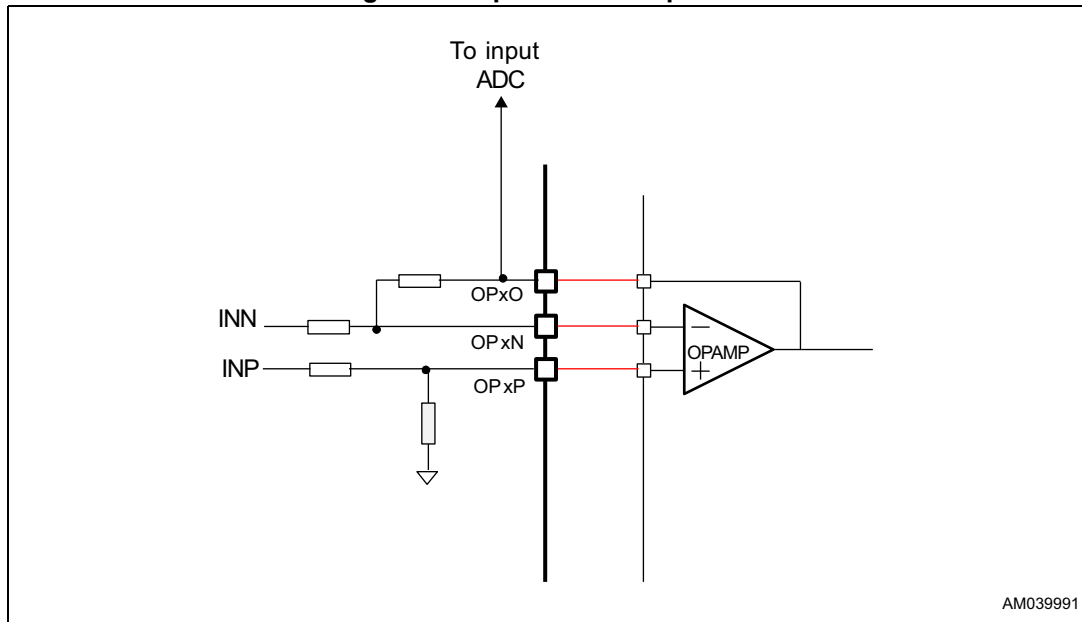 To input
ADC
OPxO
INN
OPxN
OPAMP
INP
OPxP
AM039991